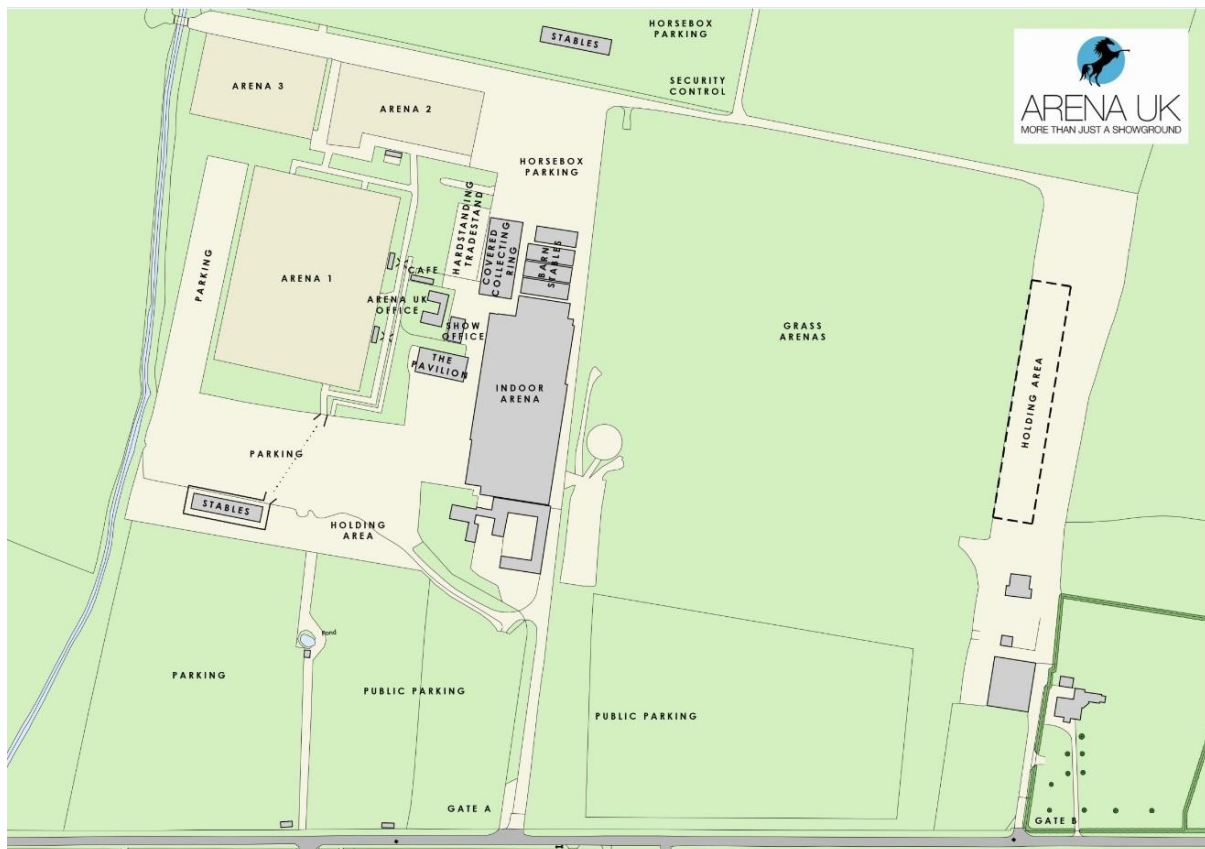 HORSEBOX
PARKING
STABLES
ARENA UK
MORE THAN JUST A SHOWGROUND
SECURITY
CONTROL
ARENA 3
ARENA 2
HORSEBOX
PARKING
HARDSTANDING
TRADESTAND
COVERED
COLLECTING
RING
BARN
STABLES
PARKING
ARENA 1
CAFE
ARENA UK
OFFICE
SHOW
OFFICE
THE
PAVILION
INDOOR
ARENA
GRASS
ARENAS
HOLDING AREA
PARKING
STABLES
HOLDING
AREA
Pond
PARKING
PUBLIC PARKING
PUBLIC PARKING
GATE A
GATE B